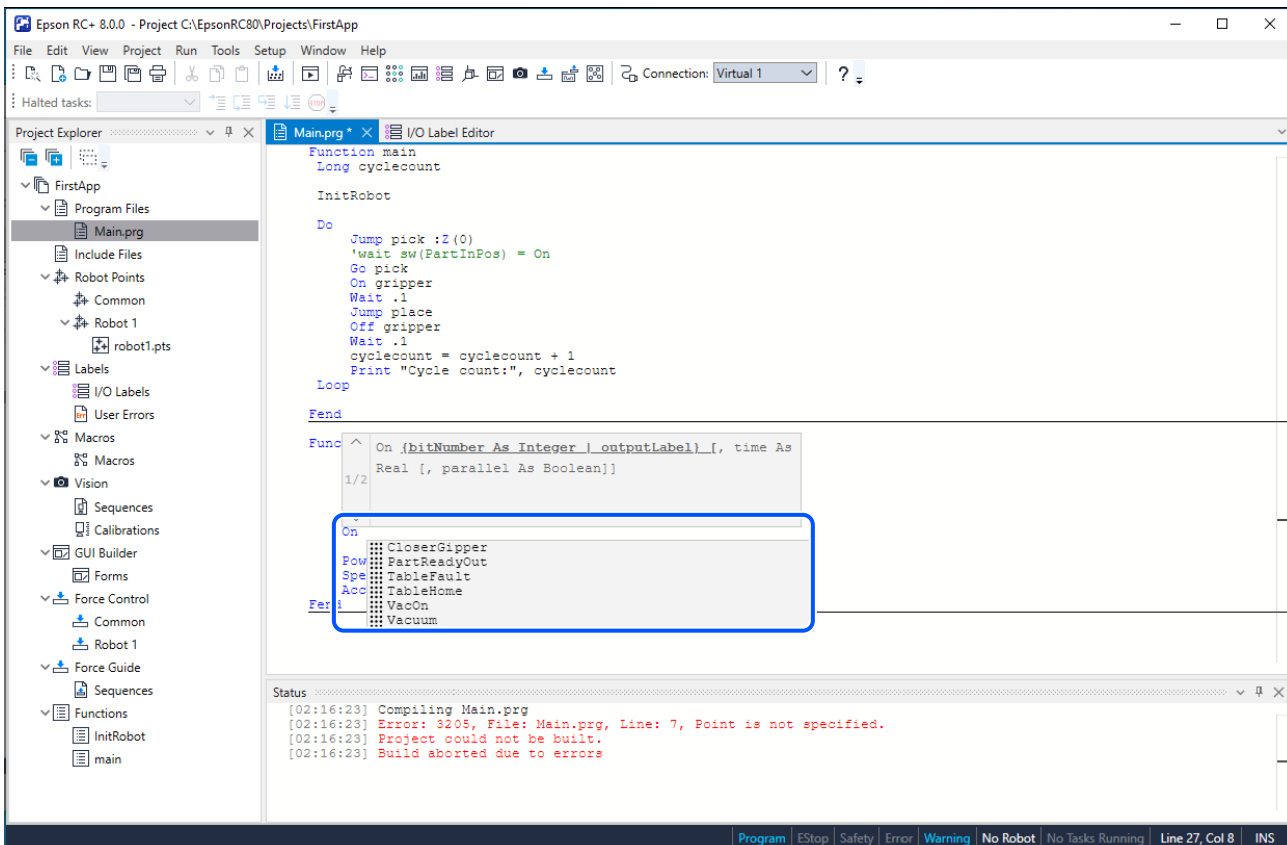 Epson RC+ 8.0.0 - Project C:\EpsonRC80\Projects\FirstApp
File Edit View Project Run Tools Setup Window Help
Connection: Virtual 1 ?
Halted tasks: STOP
Project Explorer
Main.prg * I/O Label Editor
FirstApp
Program Files
Main.prg
Include Files
Robot Points
Common
Robot 1
robot1.pts
Labels
I/O Labels
Err User Errors
Macros
Macros
Vision
Sequences
Calibrations
GUI Builder
Forms
Force Control
Common
Robot 1
Force Guide
Sequences
Functions
InitRobot
main
Function main
Long cyclecount
InitRobot
Do
Jump pick :Z(0)
'wait sw(PartInPos) = On
Go pick
On gripper
Wait .1
Jump place
Off gripper
Wait .1
cyclecount = cyclecount + 1
Print "Cycle count:", cyclecount
Loop
Fend
Func
On {bitNumber As Integer | outputLabel} [, time As
Real [, parallel As Boolean]]
1/2
On
CloserGipper
Pow PartReadyOut
Spe TableFault
Acc TableHome
Fend VacOn
Vacuum
Status
[02:16:23] Compiling Main.prg
[02:16:23] Error: 3205, File: Main.prg, Line: 7, Point is not specified.
[02:16:23] Project could not be built.
[02:16:23] Build aborted due to errors
Program EStop Safety Error Warning No Robot No Tasks Running Line 27, Col 8 INS